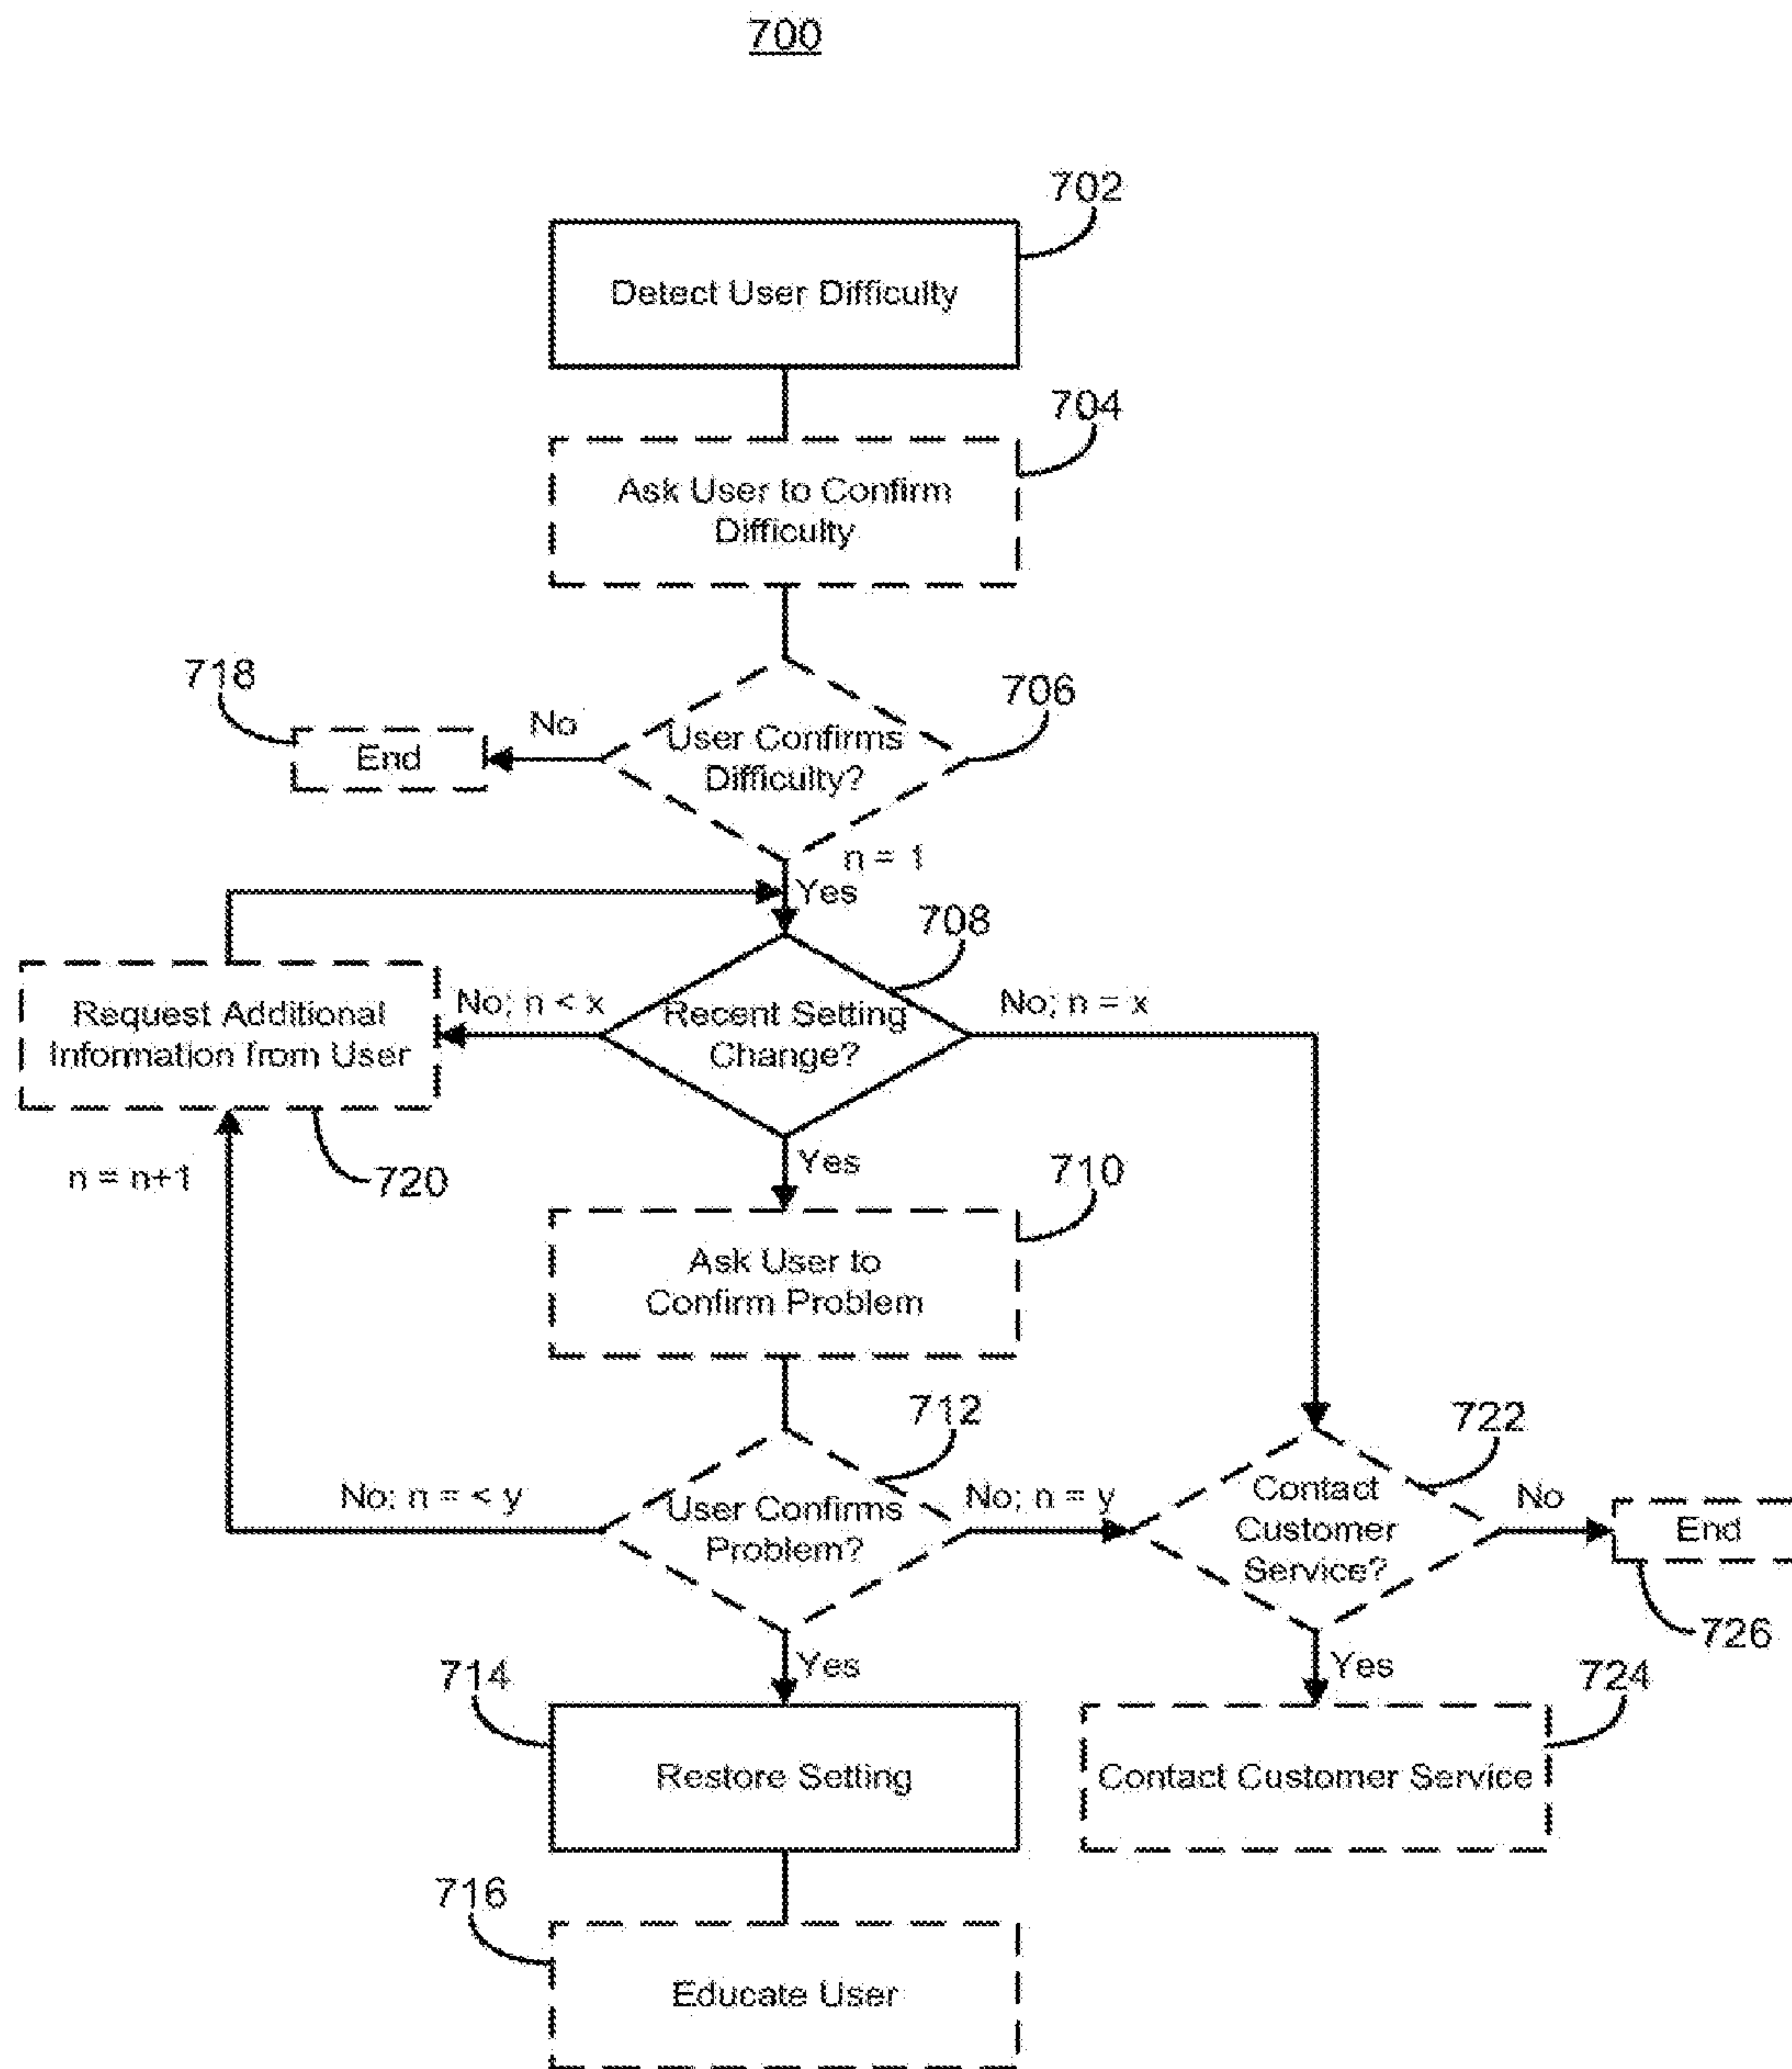 700
702
Detect User Difficulty
704
Ask User to Confirm
Difficulty
718
706
No
User Confirms
Difficulty?
End
n = 1
Yes
708
No; n < x
Recent Setting
Change?
No; n = x
Request Additional
Information from User
Yes
710
n = n+1
720
Ask User to
Confirm Problem
712
722
No; n = < y
User Confirms
Problem?
No; n = y
Contact
Customer
Service?
No
End
726
714
Yes
Yes
724
Restore Setting
Contact Customer Service
716
Educate User